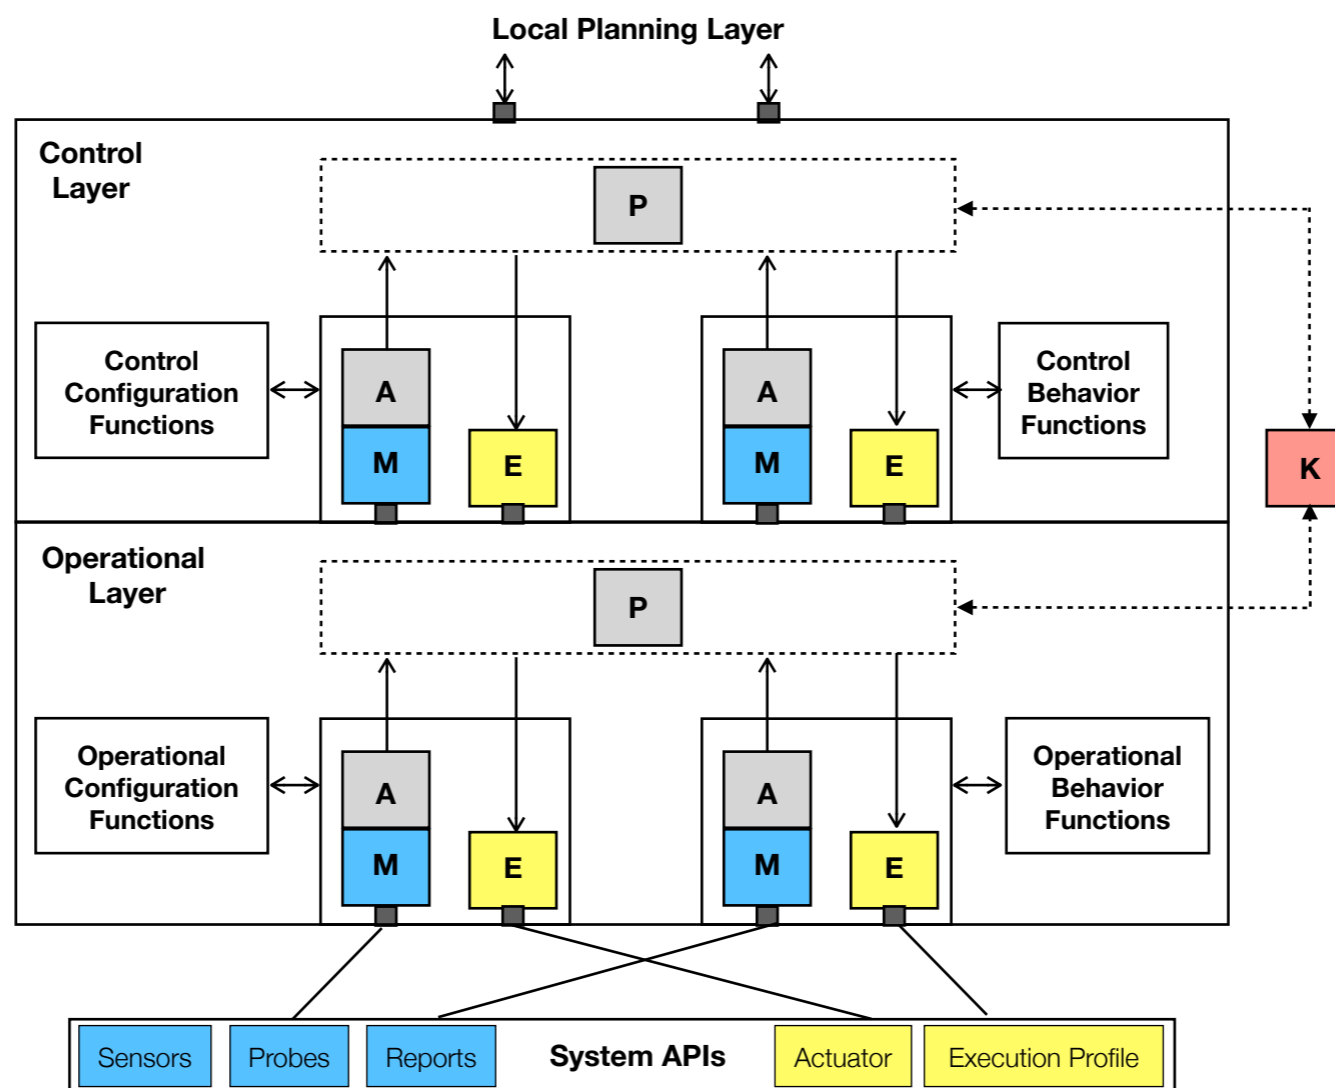 Local Planning Layer
Control
Layer
P
Control
Configuration
Functions
A
M
E
A
M
E
Control
Behavior
Functions
K
Operational
Layer
P
Operational
Configuration
Functions
A
M
E
A
M
E
Operational
Behavior
Functions
Sensors
Probes
Reports
System APIs
Actuator
Execution Profile